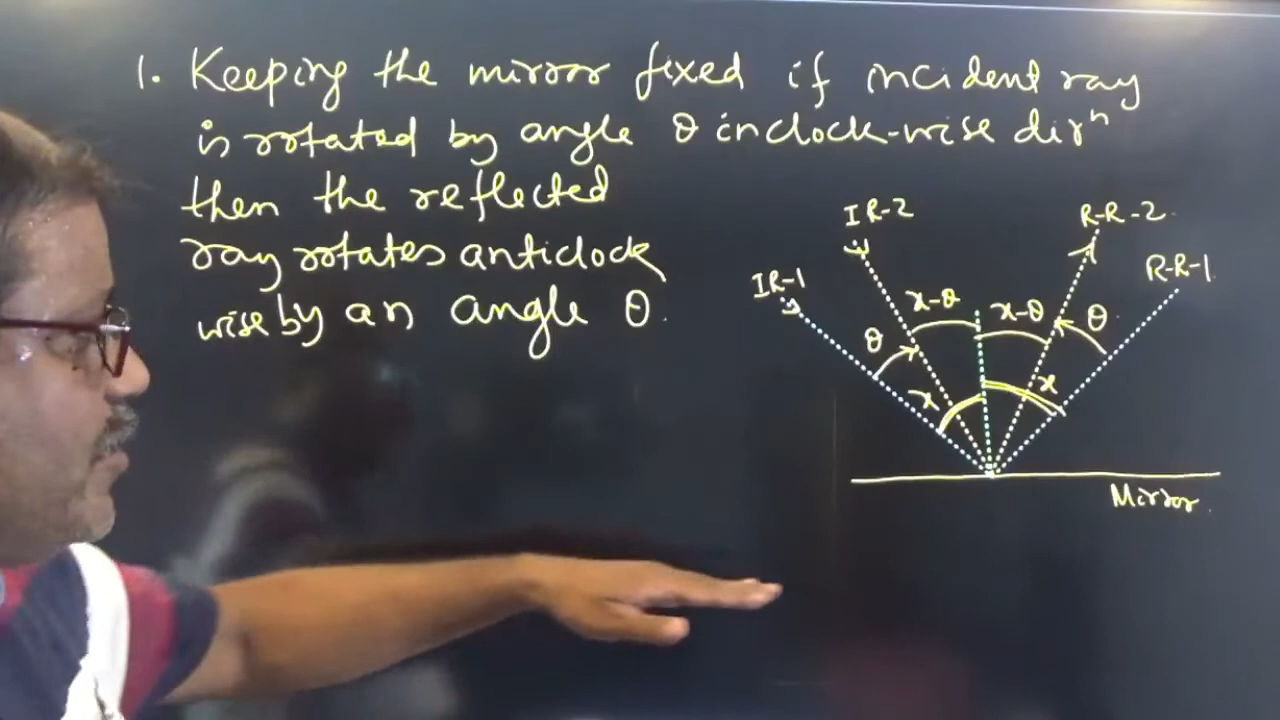 1. Keeping the mirror fixed if incident ray
is rotated by angle θ in clock-wise dirⁿ
then the reflected
ray rotates anticlock
wise by an angle θ.
IR-2
R-R-2
IR-1
R-R-1
x-θ
x-θ
θ
θ
x
x
Mirror